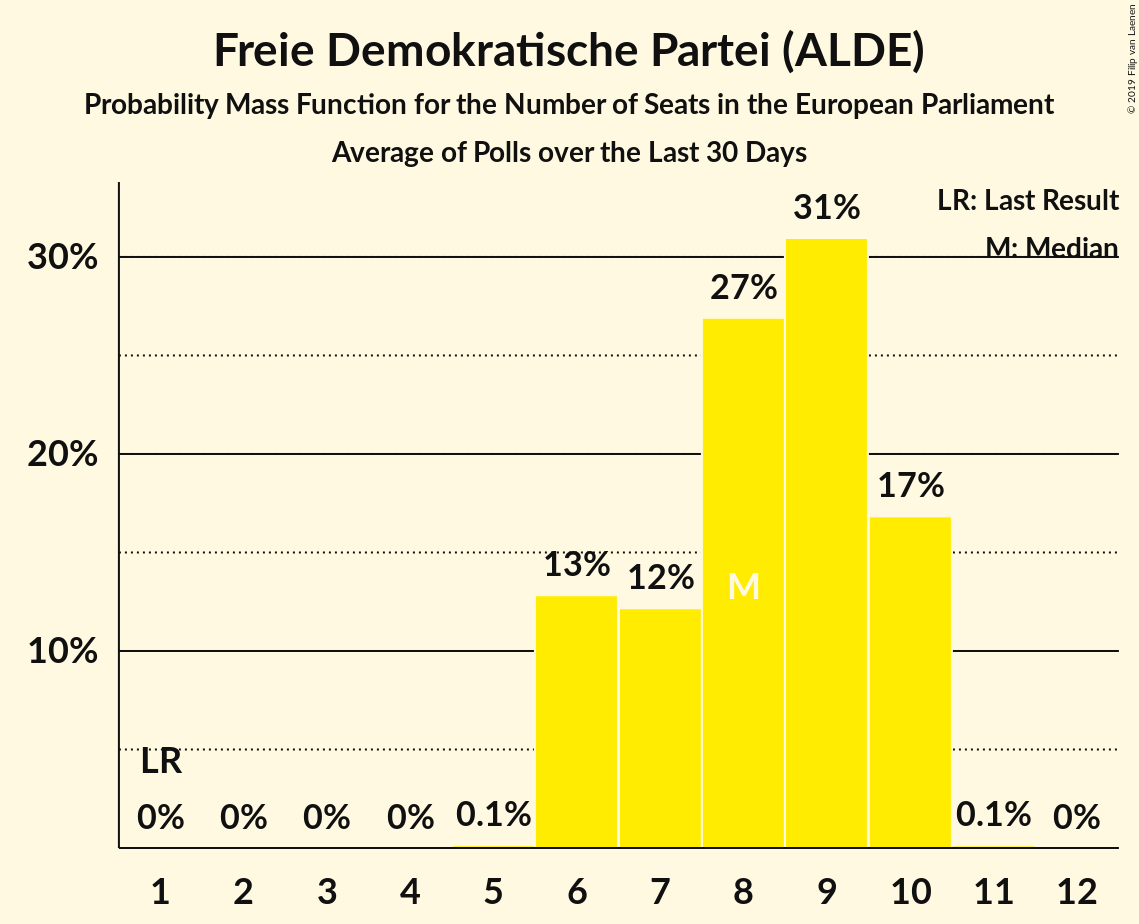 Freie Demokratische Partei (ALDE)
Probability Mass Function for the Number of Seats in the European Parliament
Average of Polls over the Last 30 Days
© 2019 Filip van Laenen
LR: Last Result
M: Median
31%
30%
27%
20%
17%
13%
12%
M
10%
LR
0% 0% 0% 0% 0.1% 0.1% 0%
1 2 3 4 5 6 7 8 9 10 11 12